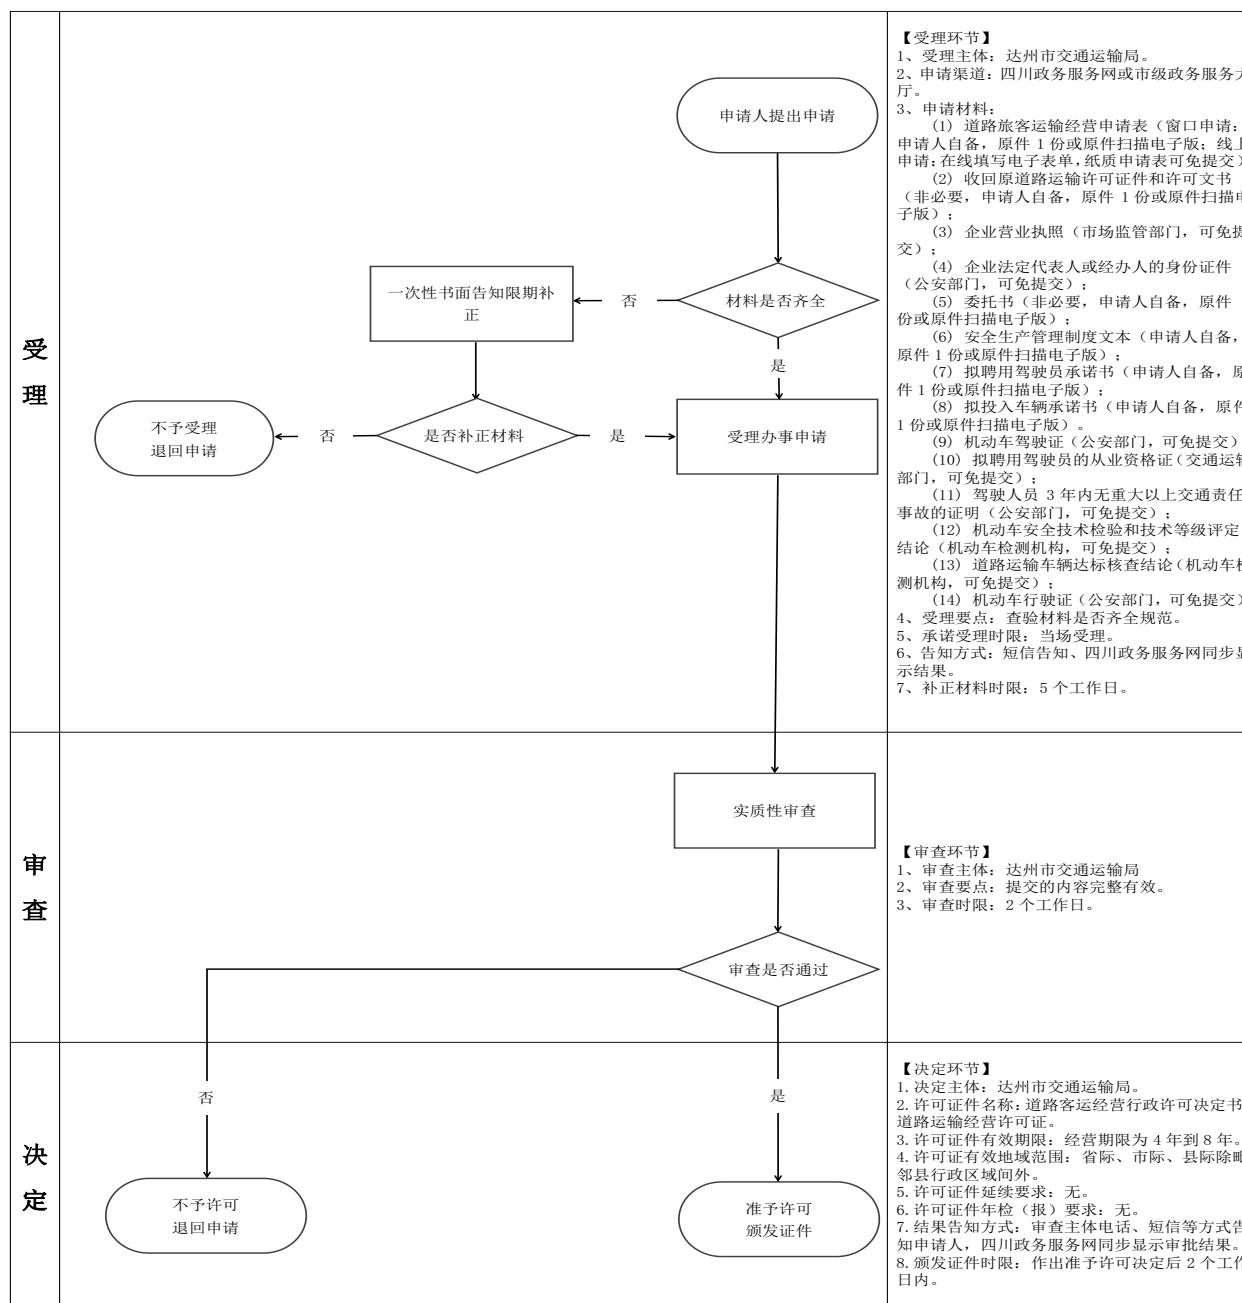 受
理
申请人提出申请
材料是否齐全
否
一次性书面告知限期补
正
是
不予受理
退回申请
否
是否补正材料
是
受理办事申请
【受理环节】
1、受理主体：达州市交通运输局。
2、申请渠道：四川政务服务网或市级政务服务大
厅。
3、申请材料：
(1) 道路旅客运输经营申请表（窗口申请：
申请人自备，原件 1 份或原件扫描电子版；线上
申请：在线填写电子表单，纸质申请表可免提交）
(2) 收回原道路运输许可证件和许可文书
（非必要，申请人自备，原件 1 份或原件扫描电
子版）；
(3) 企业营业执照（市场监管部门，可免提
交）；
(4) 企业法定代表人或经办人的身份证件
（公安部门，可免提交）；
(5) 委托书（非必要，申请人自备，原件
份或原件扫描电子版）；
(6) 安全生产管理制度文本（申请人自备，
原件 1 份或原件扫描电子版）；
(7) 拟聘用驾驶员承诺书（申请人自备，原
件 1 份或原件扫描电子版）；
(8) 拟投入车辆承诺书（申请人自备，原件
1 份或原件扫描电子版）。
(9) 机动车驾驶证（公安部门，可免提交）
(10) 拟聘用驾驶员的从业资格证（交通运输
部门，可免提交）；
(11) 驾驶人员 3 年内无重大以上交通责任
事故的证明（公安部门，可免提交）；
(12) 机动车安全技术检验和技术等级评定
结论（机动车检测机构，可免提交）；
(13) 道路运输车辆达标核查结论（机动车检
测机构，可免提交）；
(14) 机动车行驶证（公安部门，可免提交）
4、受理要点：查验材料是否齐全规范。
5、承诺受理时限：当场受理。
6、告知方式：短信告知、四川政务服务网同步显
示结果。
7、补正材料时限：5 个工作日。
审
查
实质性审查
审查是否通过
【审查环节】
1、审查主体：达州市交通运输局
2、审查要点：提交的内容完整有效。
3、审查时限：2 个工作日。
决
定
否
是
不予许可
退回申请
准予许可
颁发证件
【决定环节】
1.决定主体：达州市交通运输局。
2.许可证件名称：道路客运经营行政许可决定书
道路运输经营许可证。
3.许可证件有效期限：经营期限为 4 年到 8 年。
4.许可证有效地域范围：省际、市际、县际除毗
邻县行政区域间外。
5.许可证件延续要求：无。
6.许可证件年检（报）要求：无。
7.结果告知方式：审查主体电话、短信等方式告
知申请人，四川政务服务网同步显示审批结果。
8.颁发证件时限：作出准予许可决定后 2 个工作
日内。